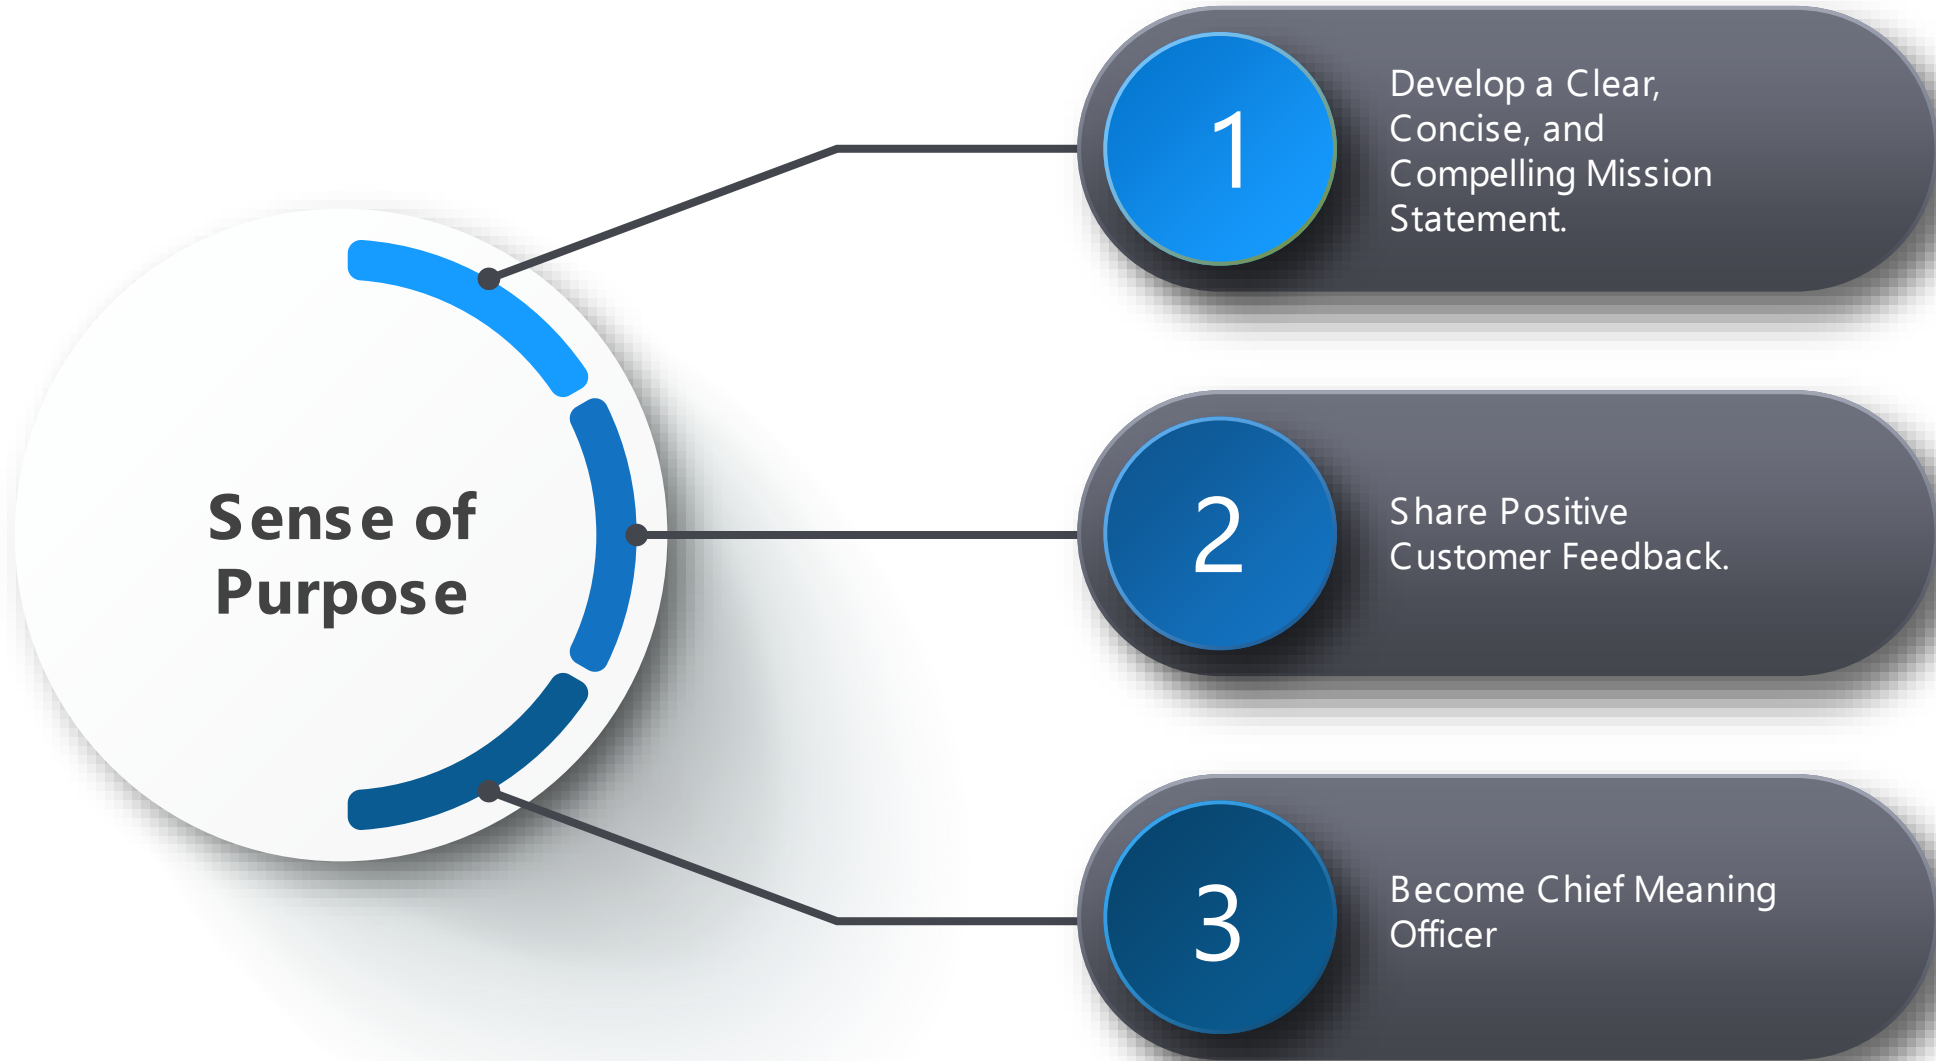 Sense of
Purpose
1
Develop a Clear,
Concise, and
Compelling Mission
Statement.
2
Share Positive
Customer Feedback.
3
Become Chief Meaning
Officer